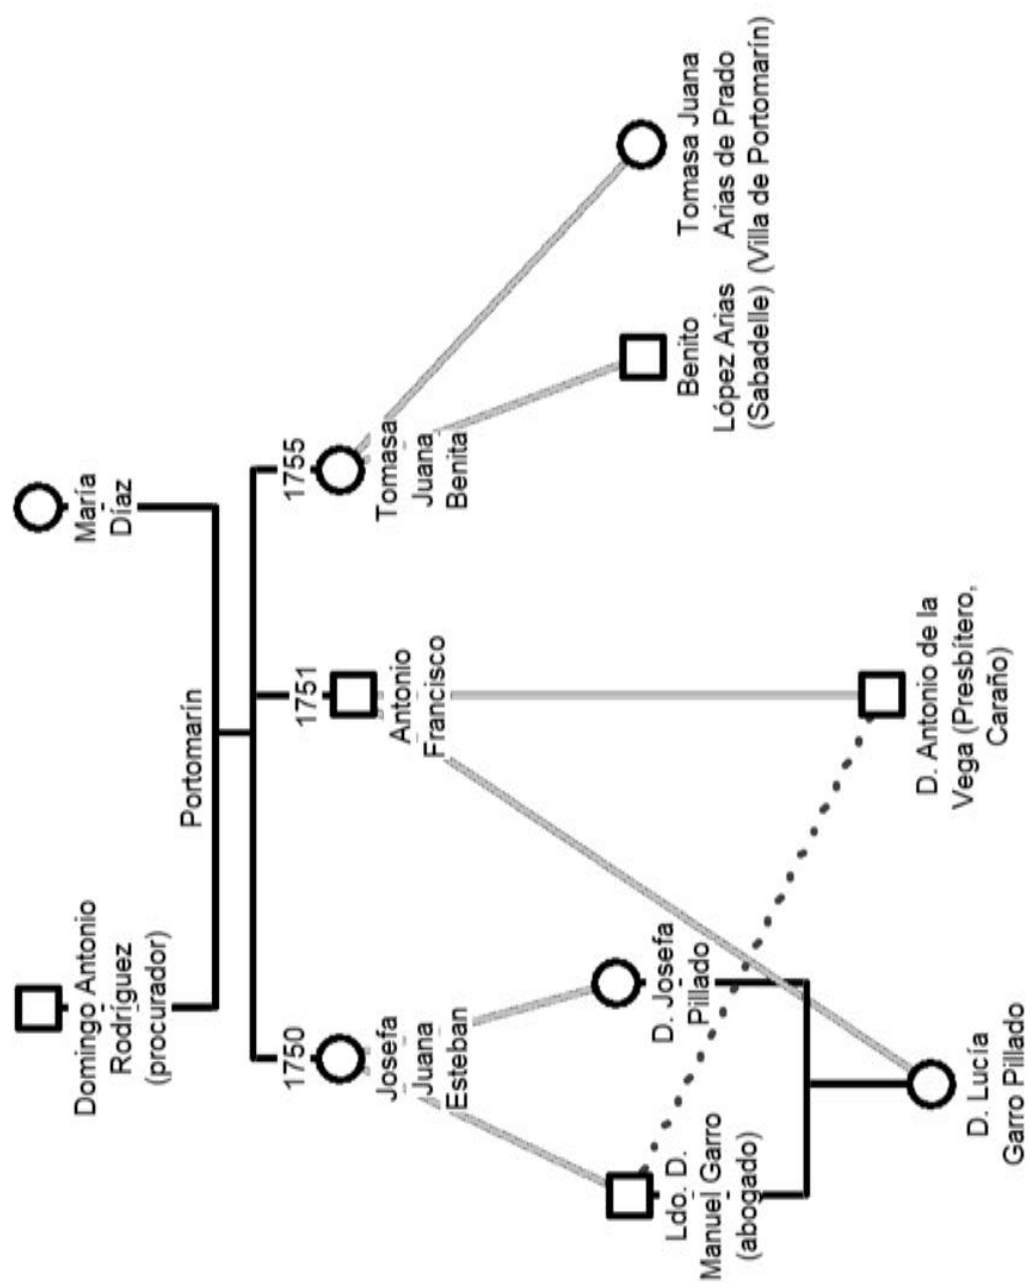 Domingo Antonio
Rodríguez
(procurador)
María
Díaz
Portomarín
1750
Josefa
Juana
Esteban
1751
Antonio
Francisco
1755
Tomasa
Juana
Benita
Ldo. D.
Manuel Garro
(abogado)
D. Josefa
Pillado
Benito
López Arias
(Sabadelle)
Tomasa Juana
Arias de Prado
(Villa de Portomarín)
D. Lucía
Garro Pillado
D. Antonio de la
Vega (Presbítero,
Caraño)